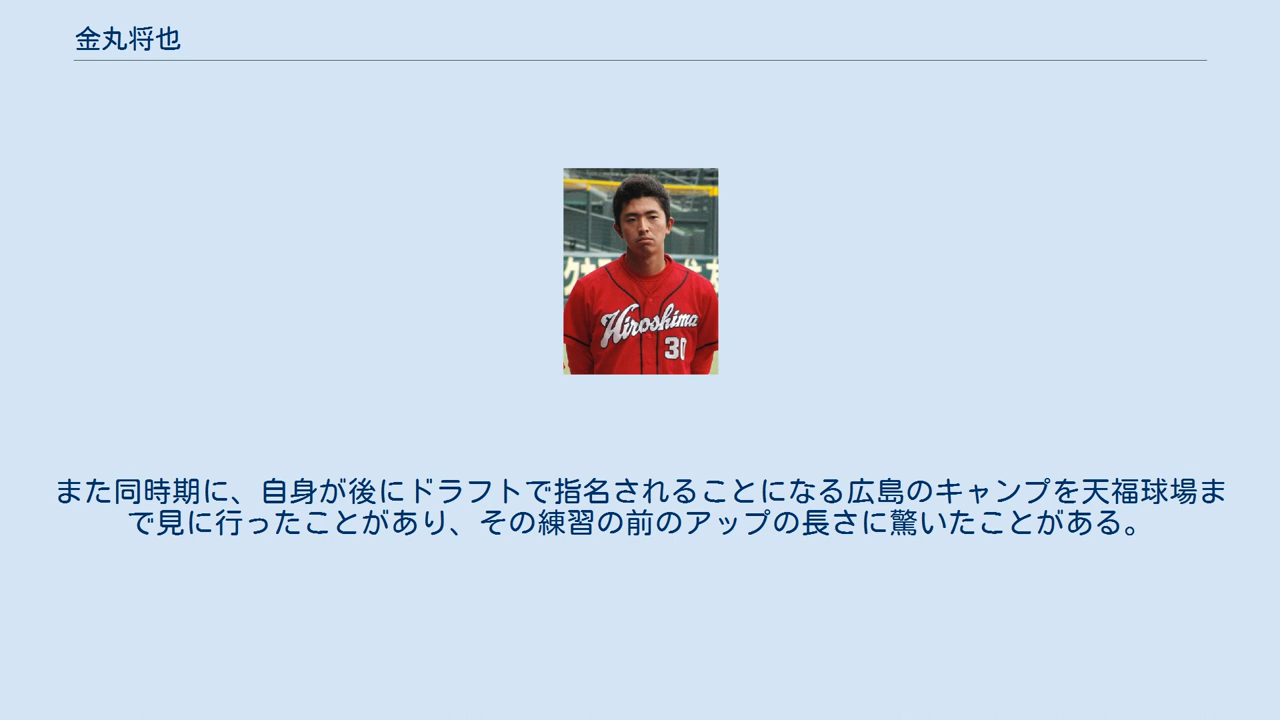 金丸将也
クカ
Hiroshima
30
また同時期に、自身が後にドラフトで指名されることになる広島のキャンプを天福球場ま
で見に行ったことがあり、その練習の前のアップの長さに驚いたことがある。